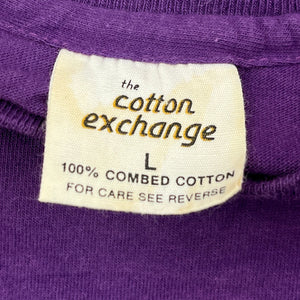 the
cotton
exchange
L
100% COMBED COTTON
FOR CARE SEE REVERSE